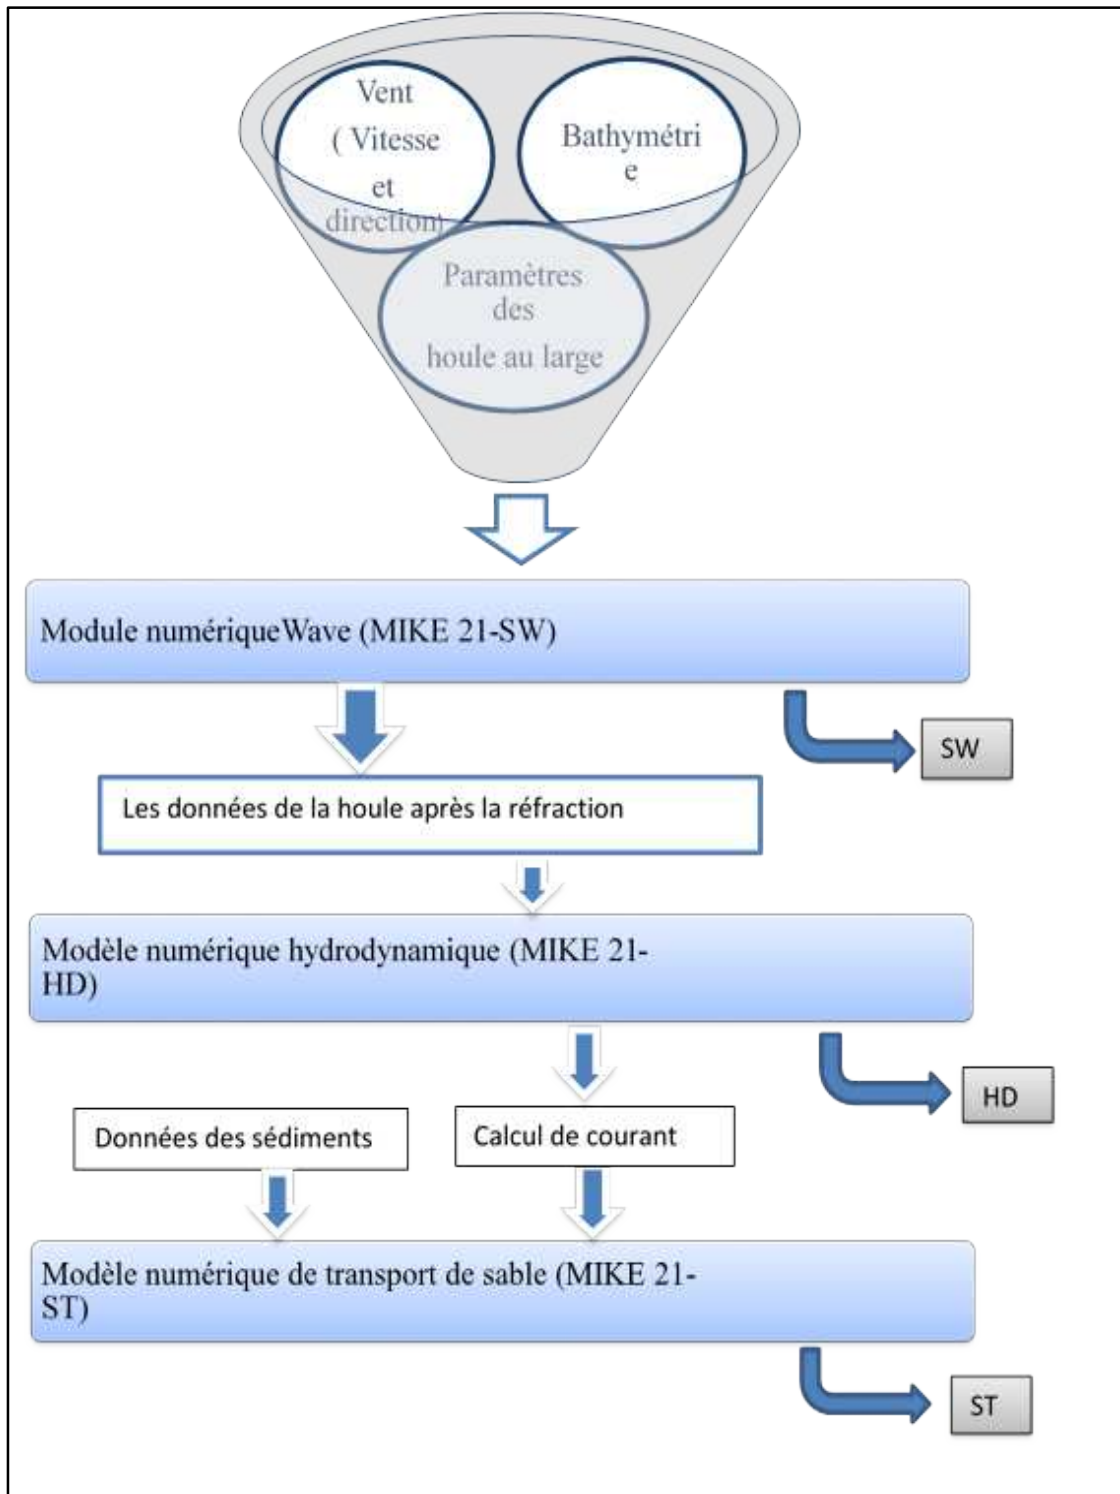 Vent
( Vitesse
et
direction)
Bathymétri
e
Paramètres
des
houle au large
Module numériqueWave (MIKE 21-SW)
SW
Les données de la houle après la réfraction
Modèle numérique hydrodynamique (MIKE 21-
HD)
HD
Données des sédiments
Calcul de courant
Modèle numérique de transport de sable (MIKE 21-
ST)
ST